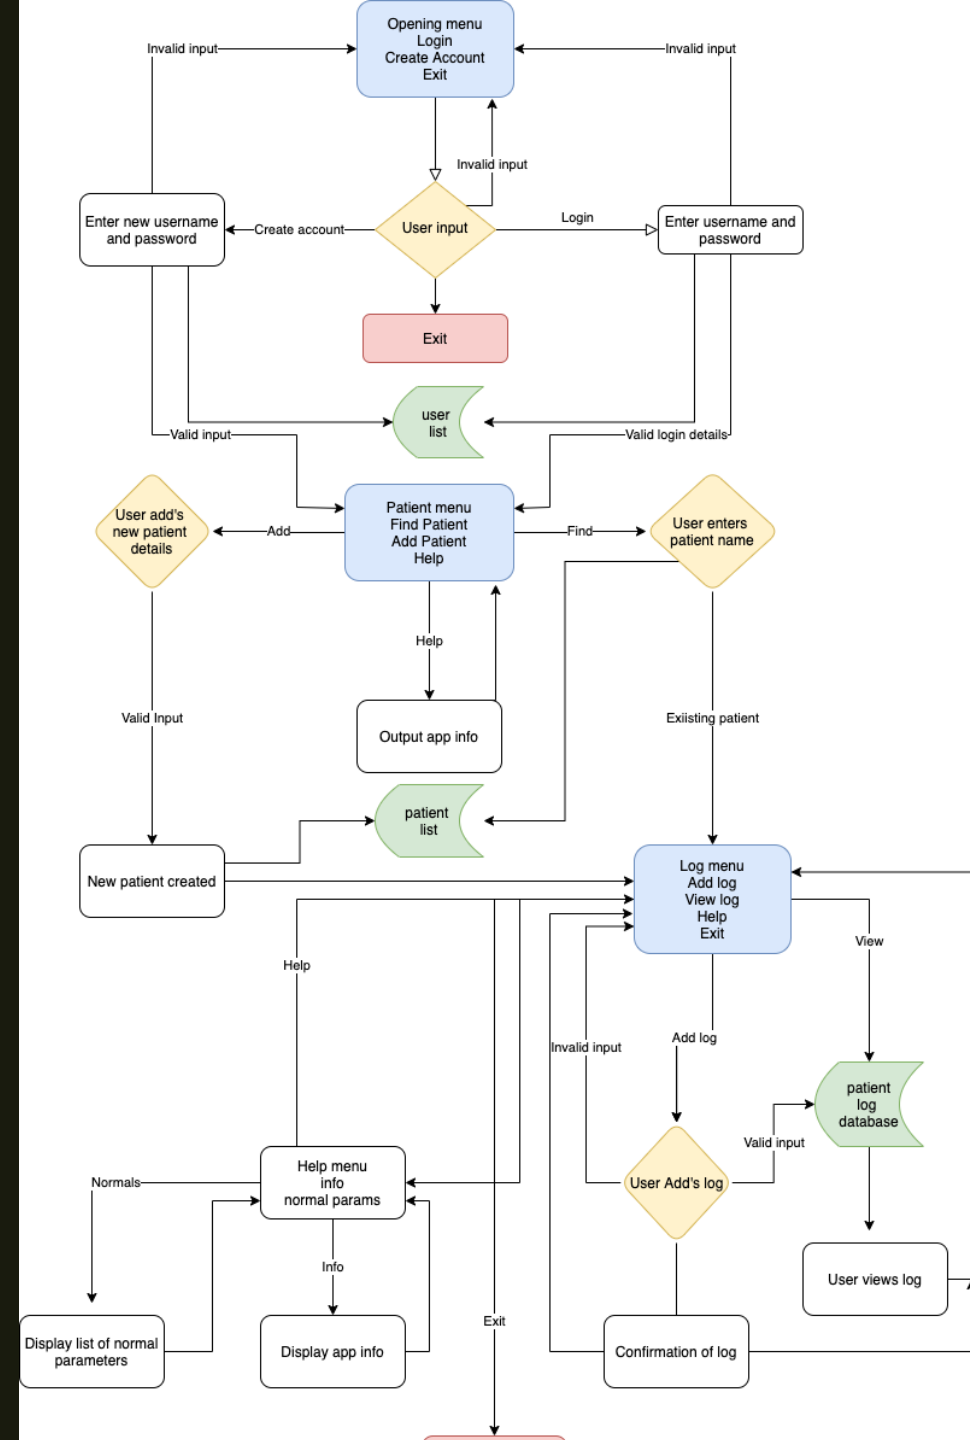 Opening menu
Login
Create Account
Exit
Invalid input
Invalid input
Invalid input
Enter new username
and password
Create account
User input
Login
Enter username and
password
Exit
user
list
Valid input
Valid login details
User add's
new patient
details
Add
Patient menu
Find Patient
Add Patient
Help
Find
User enters
patient name
Help
Valid Input
Exiisting patient
Output app info
patient
list
New patient created
Log menu
Add log
View log
Help
Exit
View
Help
Add log
Invalid input
patient
log
database
Valid input
Help menu
info
normal params
Normals
User Add's log
Info
User views log
Exit
Display list of normal
parameters
Display app info
Confirmation of log